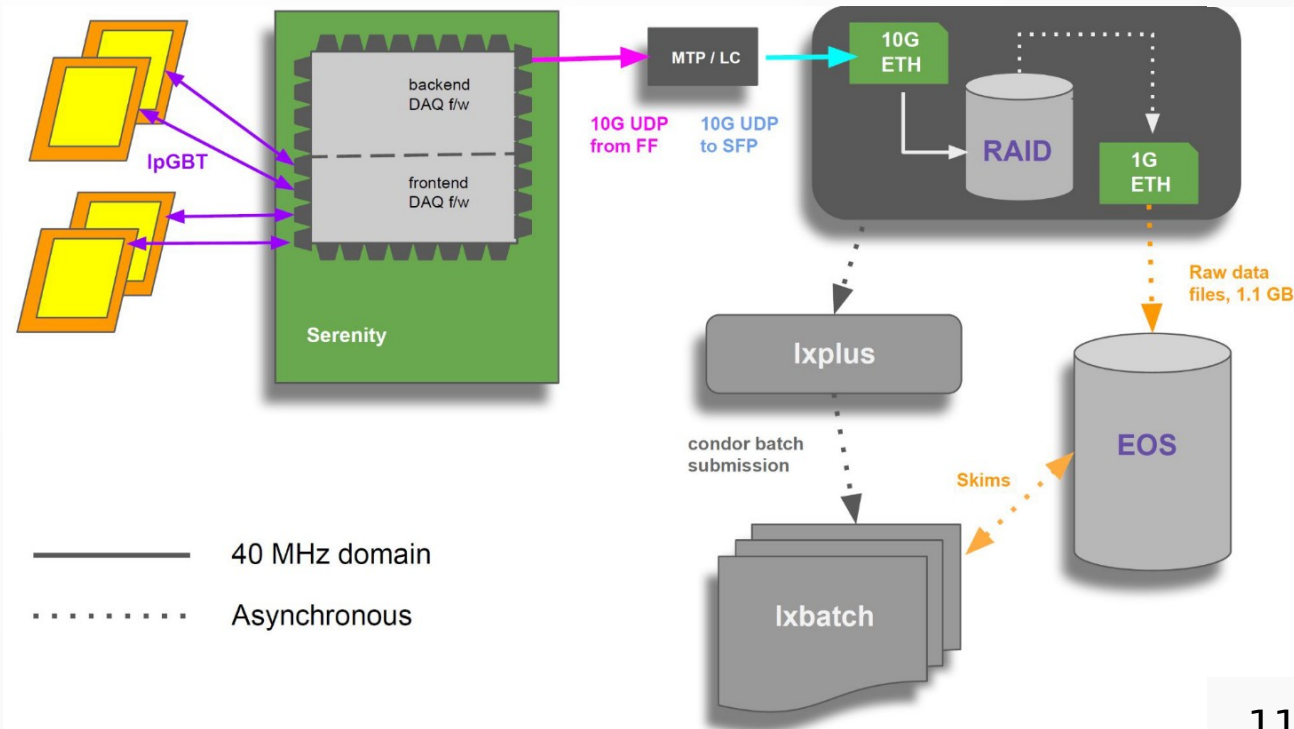 lpGBT
backend
DAQ f/w
frontend
DAQ f/w
Serenity
MTP / LC
10G UDP
from FF
10G UDP
to SFP
10G
ETH
RAID
1G
ETH
Raw data
files, 1.1 GB
lxplus
condor batch
submission
Skims
EOS
lxbatch
40 MHz domain
Asynchronous
11